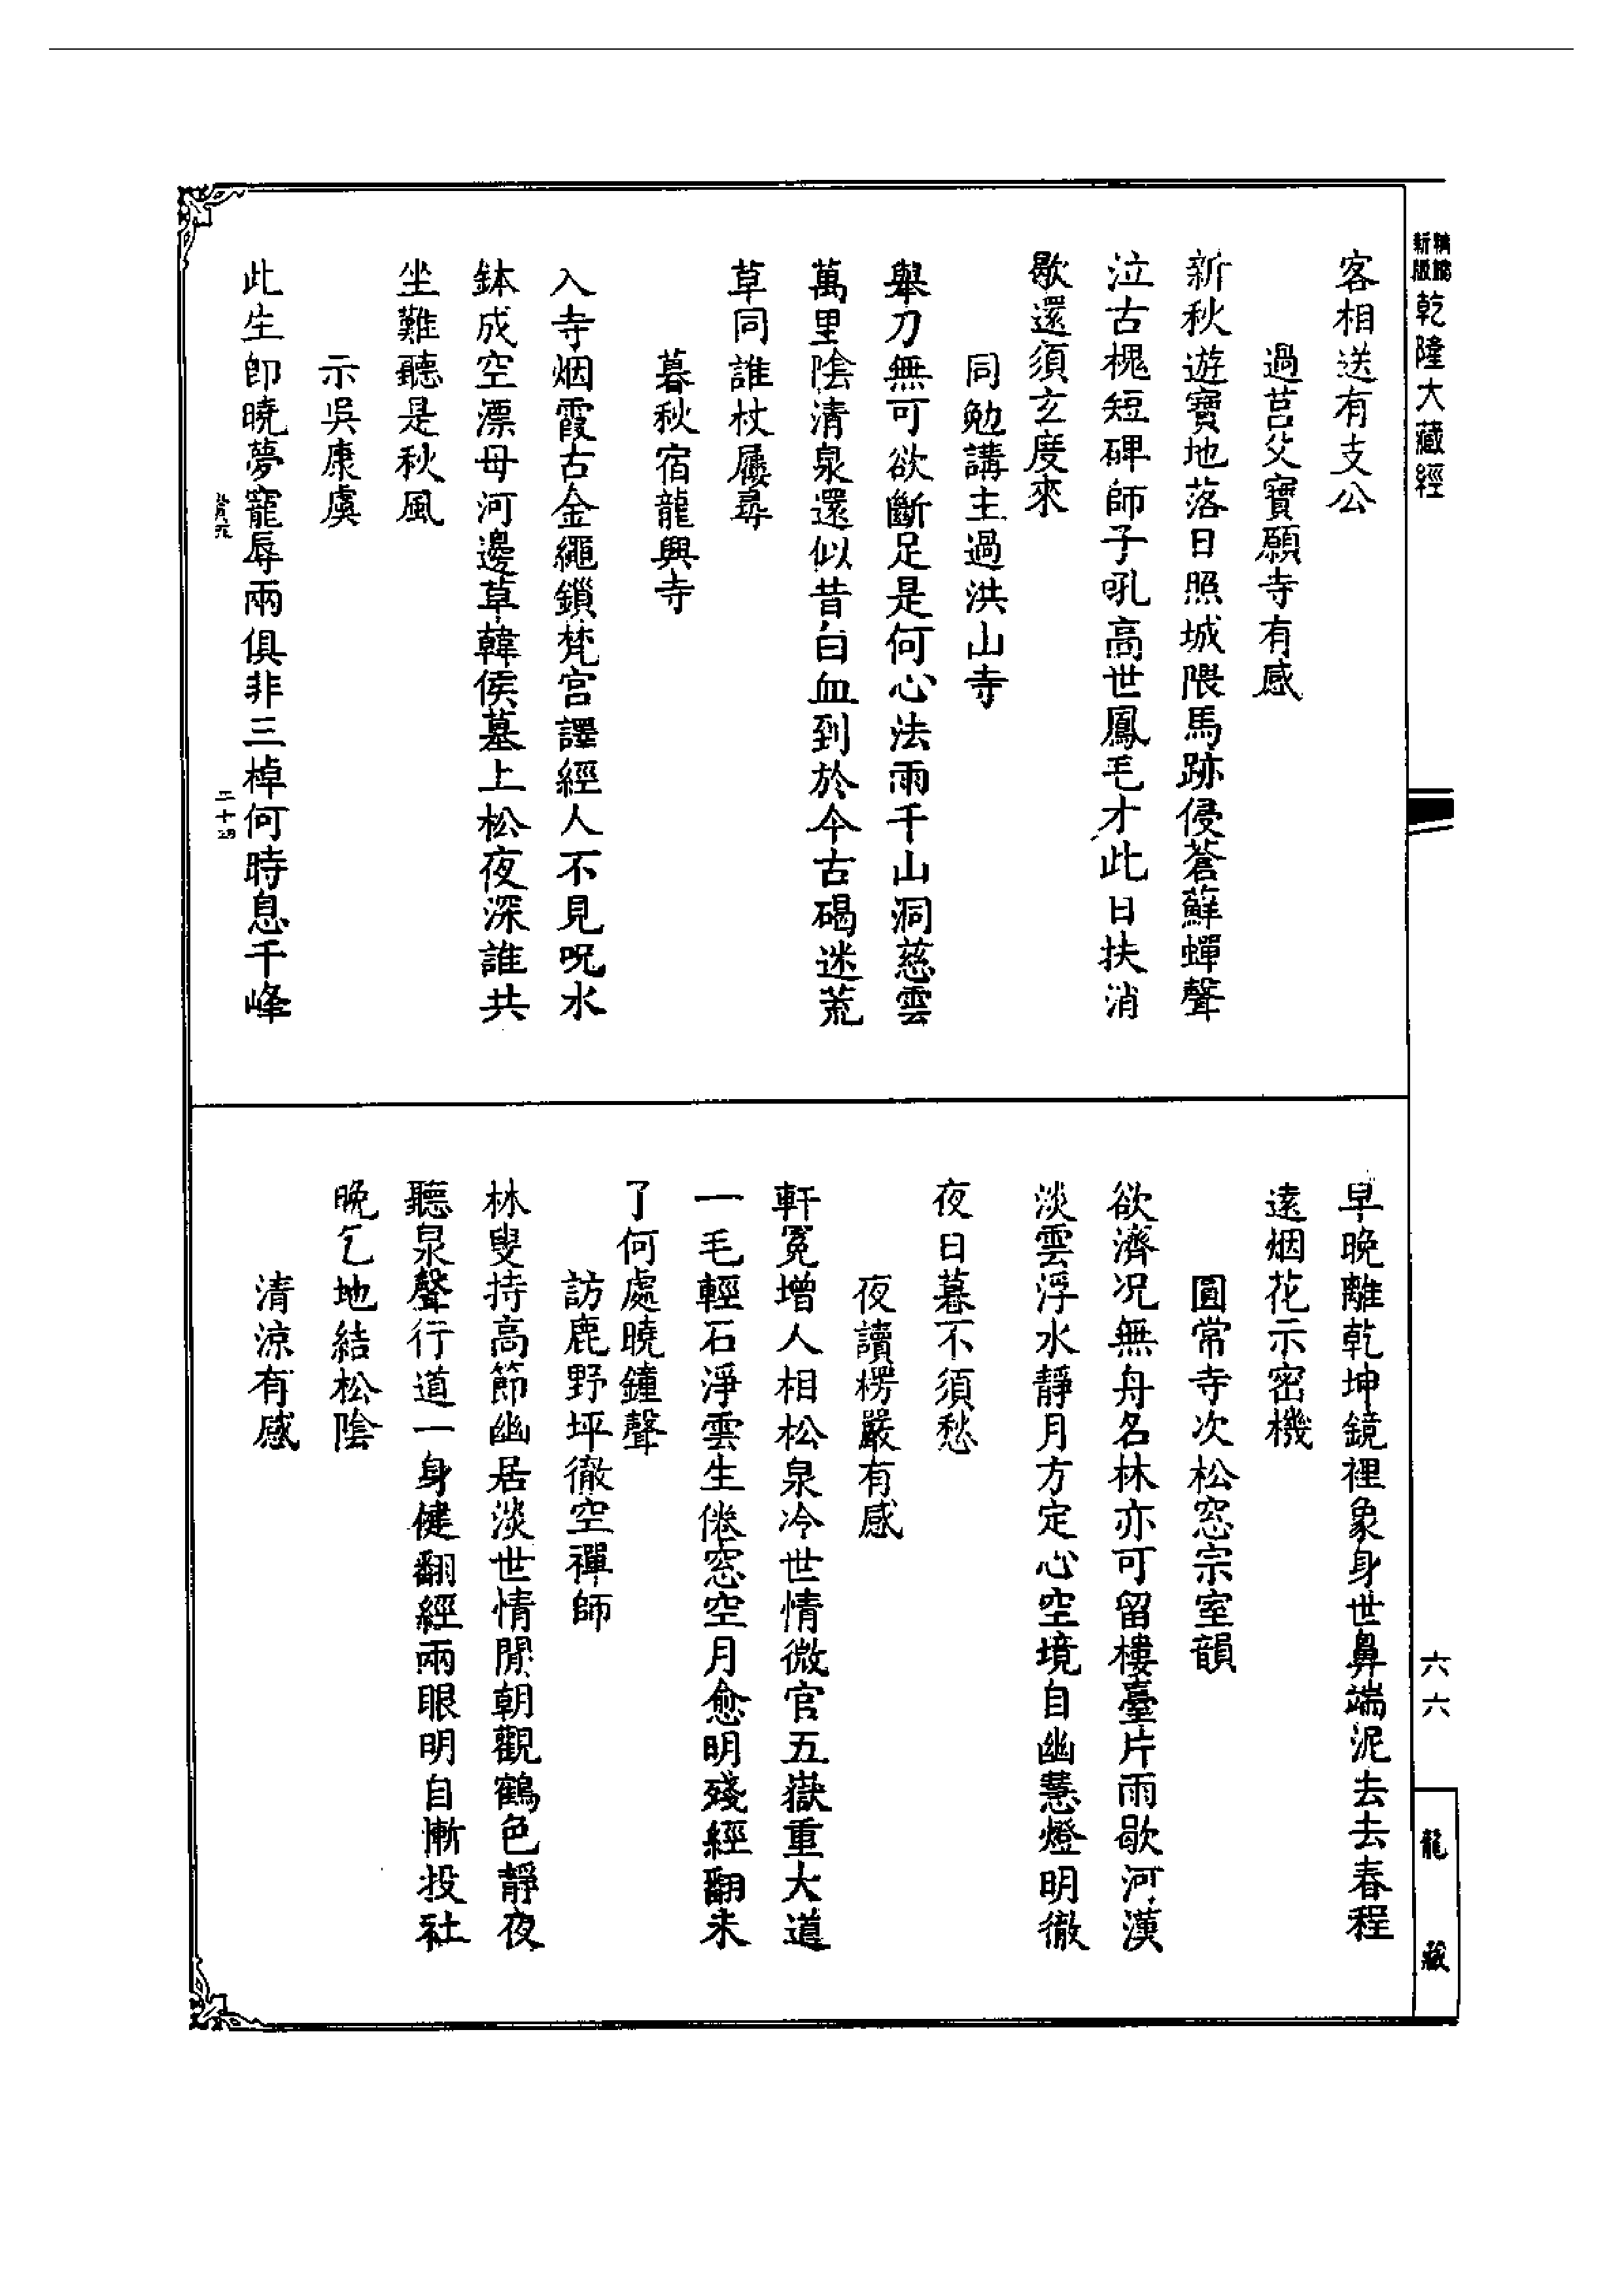 新版精縮 乾隆大藏經
六六
龍藏
客相送有支公
過莒父寶願寺有感
新秋遊寶地落日照城隈馬跡侵蒼蘚蟬聲
泣古槐短碑師子吼高世鳳毛才此日扶消
歇還須玄度來
同勉講主過洪山寺
舉刀無可欲斷足是何心法雨千山洞慈雲
萬里陰清泉還似昔白血到於今古碣迷荒
草同誰杖屨尋
暮秋宿龍興寺
入寺烟霞古金繩鎖梵宮譯經人不見呪水
鉢成空漂母河邊草韓侯墓上松夜深誰共
坐難聽是秋風
示吳康虞
此生卽曉夢寵辱兩俱非三棹何時息千峰
二十四
早晚離乾坤鏡裡象身世鼻端泥去去春程
遠烟花示密機
圓常寺次松窓宗室韻
欲濟况無舟名林亦可留樓臺片雨歇河漢
淡雲浮水靜月方定心空境自幽慧燈明徹
夜日暮不須愁
夜讀楞嚴有感
軒冕增人相松泉冷世情微官五嶽重大道
一毛輕石淨雲生倦窓空月愈明殘經翻未
了何處曉鐘聲
訪鹿野坪徹空禪師
林叟持高節幽居淡世情閒朝觀鶴色靜夜
聽泉聲行道一身健翻經兩眼明自慚投社
晚乞地結松陰
清涼有感